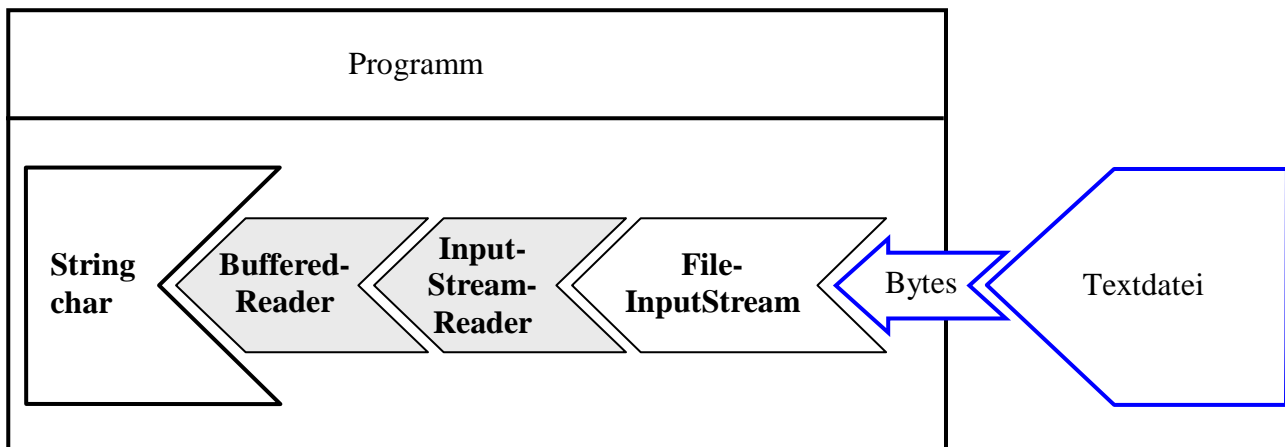 Programm
String
char
Buffered-
Reader
Input-
Stream-
Reader
File-
InputStream
Bytes
Textdatei